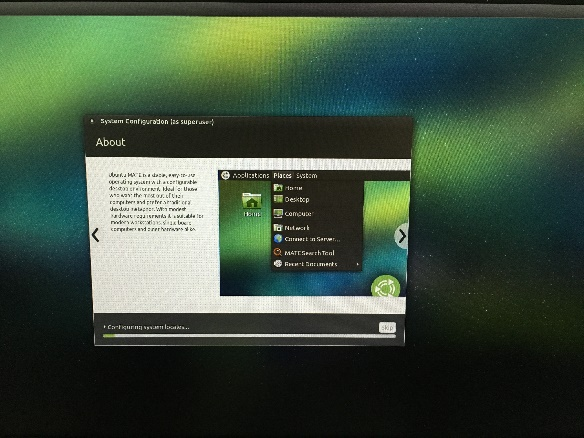 System Configuration (as superuser)
About
Ubuntu MATE is a stable, easy-to-use
operating system with a configurable
desktop environment. Ideal for those
who want the most out of their
computers and prefer a traditional
desktop metaphor. With modest
hardware requirements it is suitable for
modern workstations, single board
computers and older hardware alike.
Applications Places System
Home
Home
Desktop
Computer
Network
Connect to Server...
MATE Search Tool
Recent Documents
Configuring system locales...
Skip